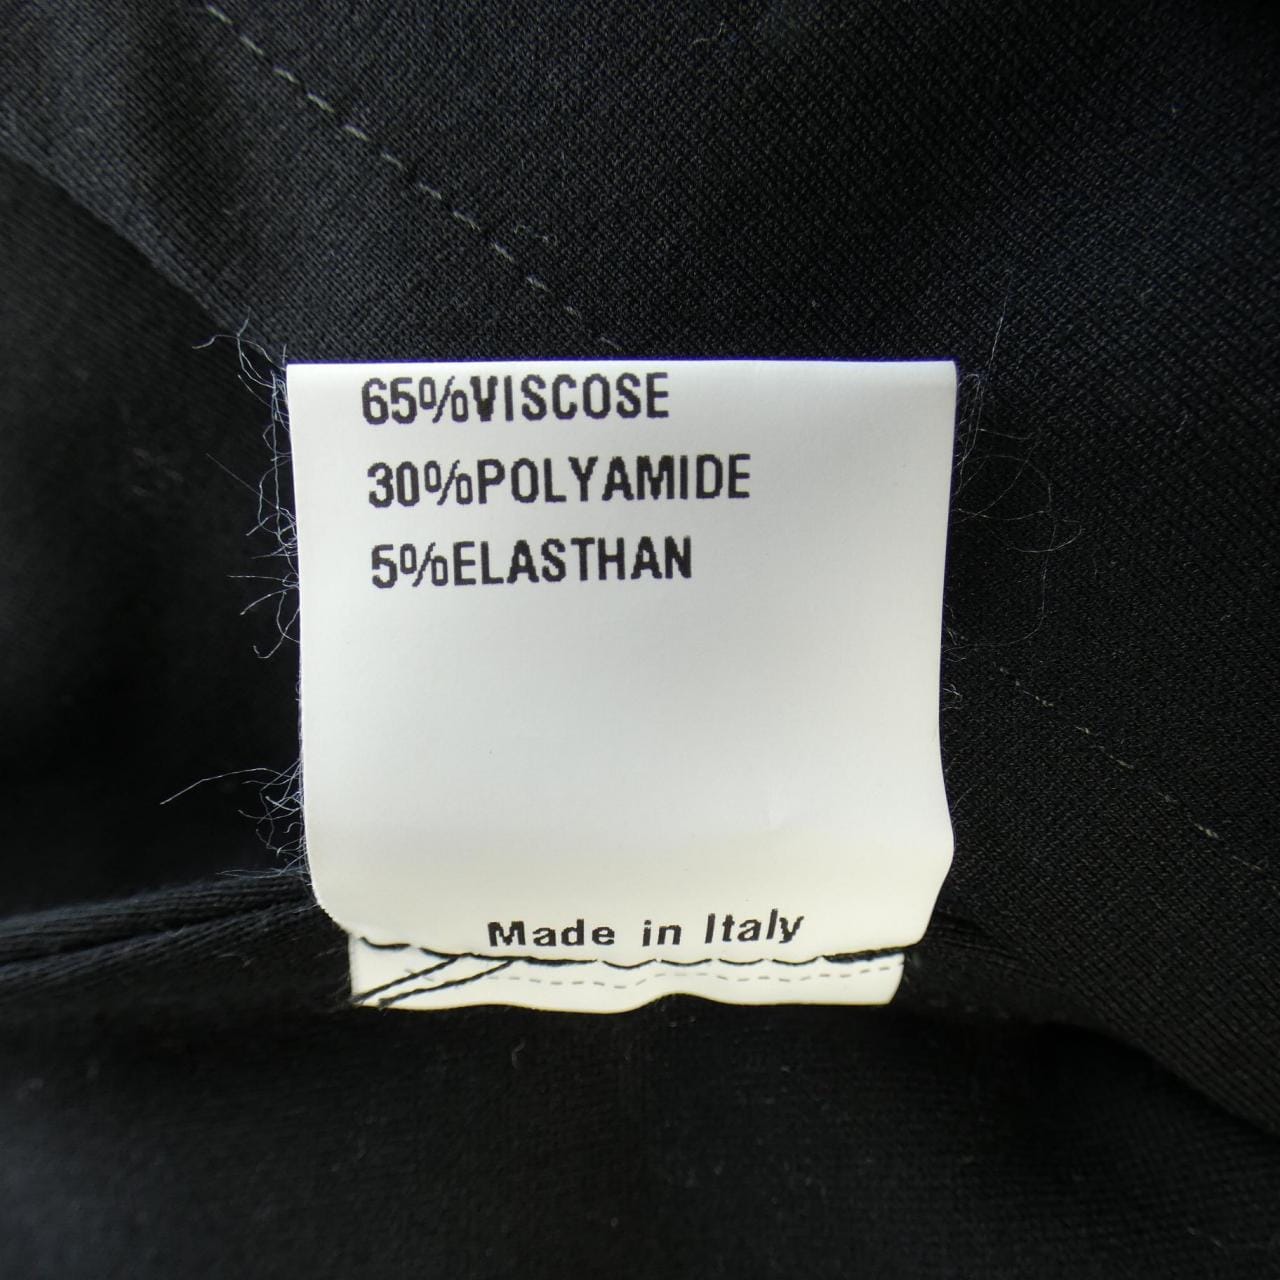 65%VISCOSE
30%POLYAMIDE
5%ELASTHAN
Made in Italy